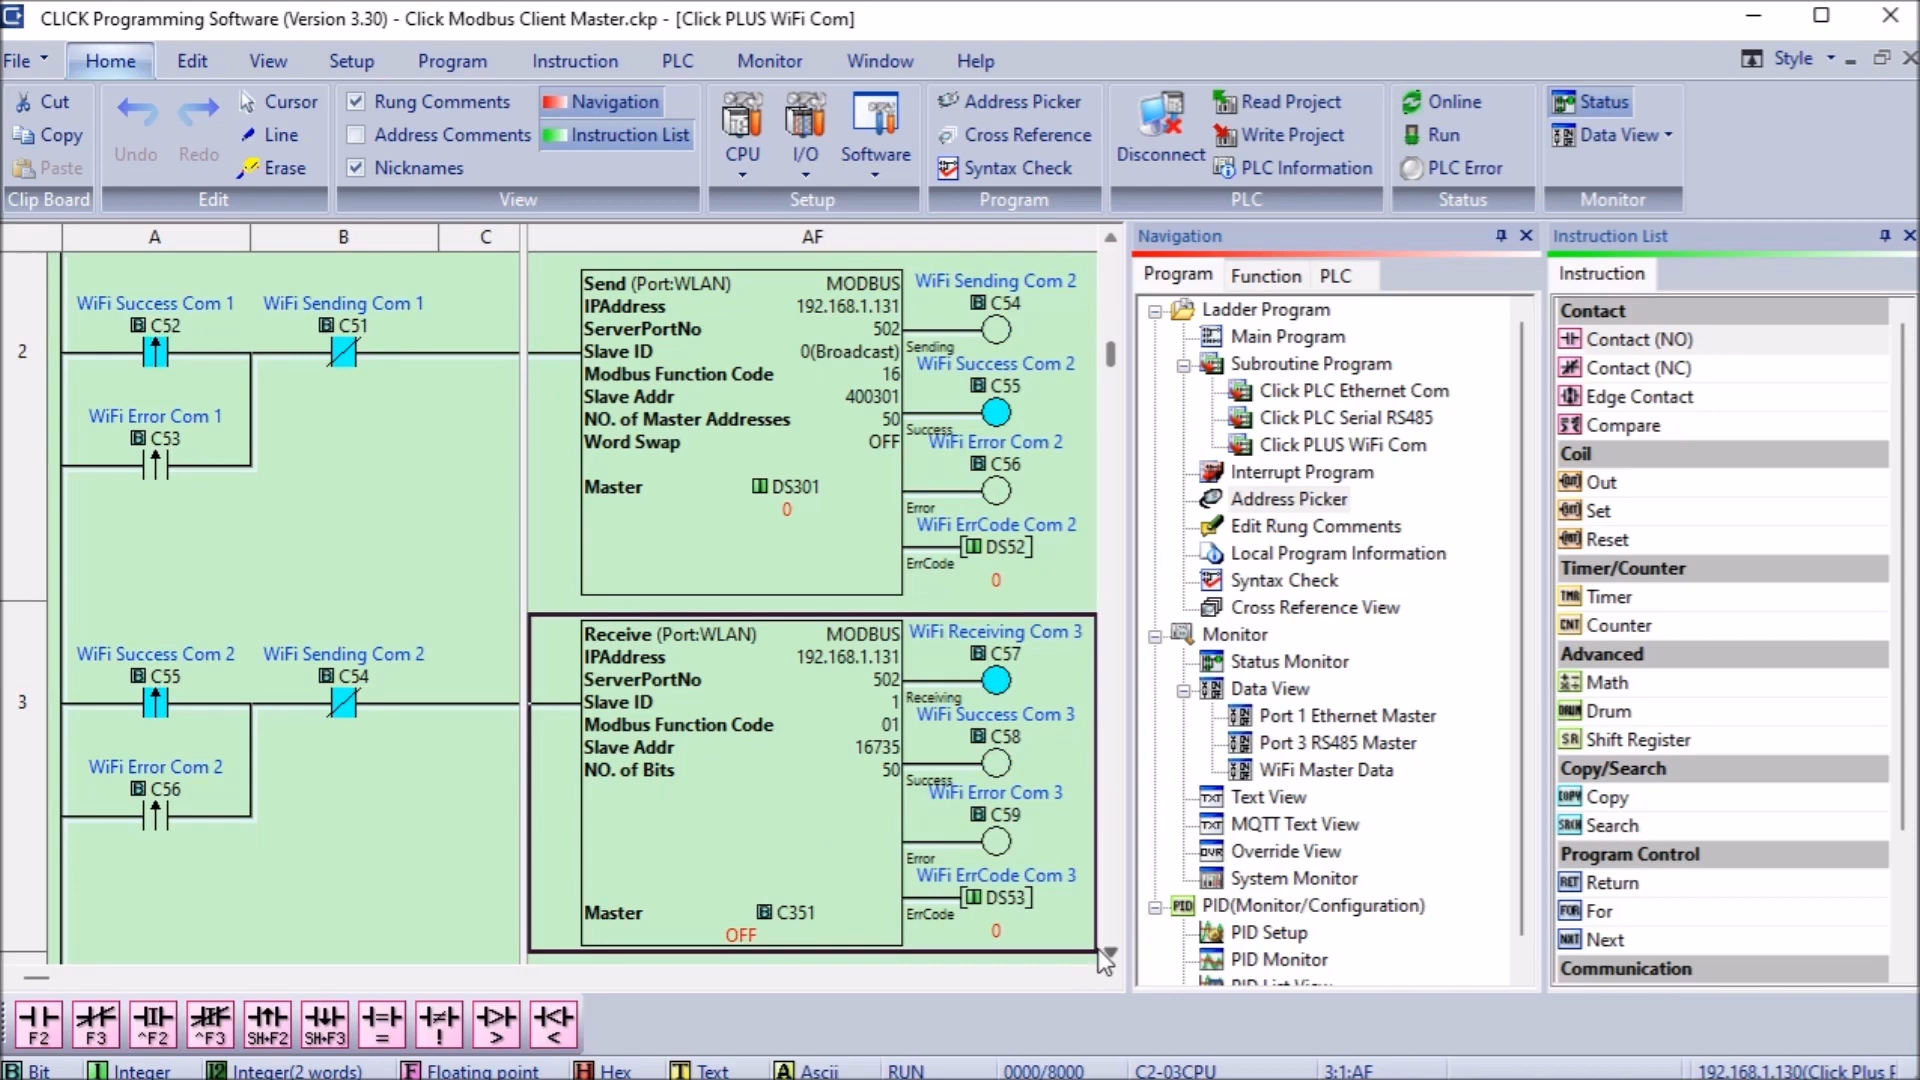 CLICK Programming Software (Version 3.30) - Click Modbus Client Master.ckp - [Click PLUS WiFi Com]
File Home Edit View Setup Program Instruction PLC Monitor Window Help Style
Cut
Copy
Paste
Clip Board
Undo Redo
Cursor
Line
Erase
Edit
Rung Comments
Address Comments
Nicknames
Navigation
Instruction List
View
CPU I/O Software
Setup
Address Picker
Cross Reference
Syntax Check
Program
Disconnect
Read Project
Write Project
PLC Information
PLC
Online
Run
PLC Error
Status
Status
Data View
Monitor
A B C AF
2
WiFi Success Com 1
B C52
WiFi Sending Com 1
B C51
WiFi Error Com 1
B C53
Send (Port:WLAN) MODBUS
IPAddress 192.168.1.131
ServerPortNo 502
Slave ID 0(Broadcast)
Modbus Function Code 16
Slave Addr 400301
NO. of Master Addresses 50
Word Swap OFF
Master DS301
0
WiFi Sending Com 2
B C54
Sending
WiFi Success Com 2
B C55
Success
WiFi Error Com 2
B C56
Error
WiFi ErrCode Com 2
DS52
ErrCode
0
3
WiFi Success Com 2
B C55
WiFi Sending Com 2
B C54
WiFi Error Com 2
B C56
Receive (Port:WLAN) MODBUS
IPAddress 192.168.1.131
ServerPortNo 502
Slave ID 1
Modbus Function Code 01
Slave Addr 16735
NO. of Bits 50
Master B C351
OFF
WiFi Receiving Com 3
B C57
Receiving
WiFi Success Com 3
B C58
Success
WiFi Error Com 3
B C59
Error
WiFi ErrCode Com 3
DS53
ErrCode
0
Navigation
Program Function PLC
Ladder Program
Main Program
Subroutine Program
Click PLC Ethernet Com
Click PLC Serial RS485
Click PLUS WiFi Com
Interrupt Program
Address Picker
Edit Rung Comments
Local Program Information
Syntax Check
Cross Reference View
Monitor
Status Monitor
Data View
Port 1 Ethernet Master
Port 3 RS485 Master
WiFi Master Data
TXT Text View
TXT MQTT Text View
OVR Override View
System Monitor
PID PID(Monitor/Configuration)
PID Setup
PID Monitor
PID List View
Instruction List
Instruction
Contact
Contact (NO)
Contact (NC)
Edge Contact
Compare
Coil
Out
Set
Reset
Timer/Counter
TMR Timer
CNT Counter
Advanced
Math
DRUM Drum
SR Shift Register
Copy/Search
COPY Copy
SRCH Search
Program Control
RET Return
FOR For
NXT Next
Communication
F2 F3 ^F2 ^F3 SH+F2 SH+F3 = ! > <
B Bit I Integer I2 Integer(2 words) F Floating point H Hex T Text A Ascii RUN 0000/8000 C2-03CPU 3:1:AF 192.168.1.130(Click Plus